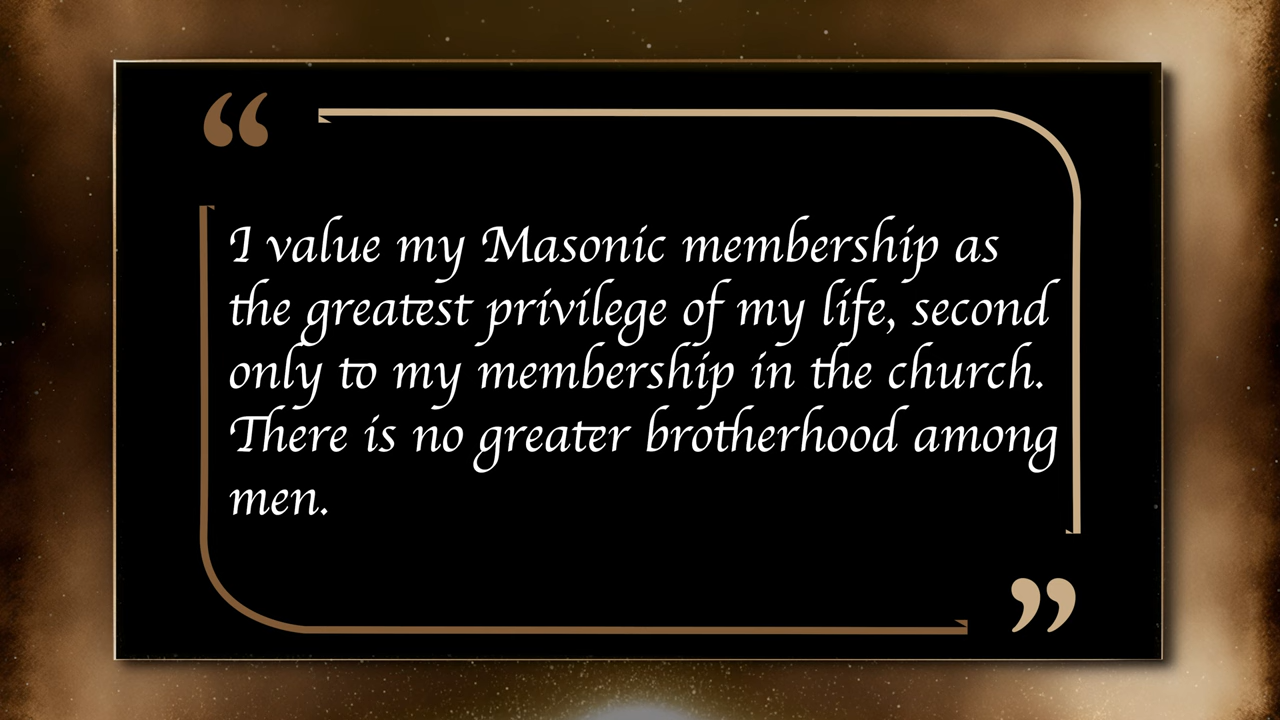 “
I value my Masonic membership as
the greatest privilege of my life, second
only to my membership in the church.
There is no greater brotherhood among
men.
”